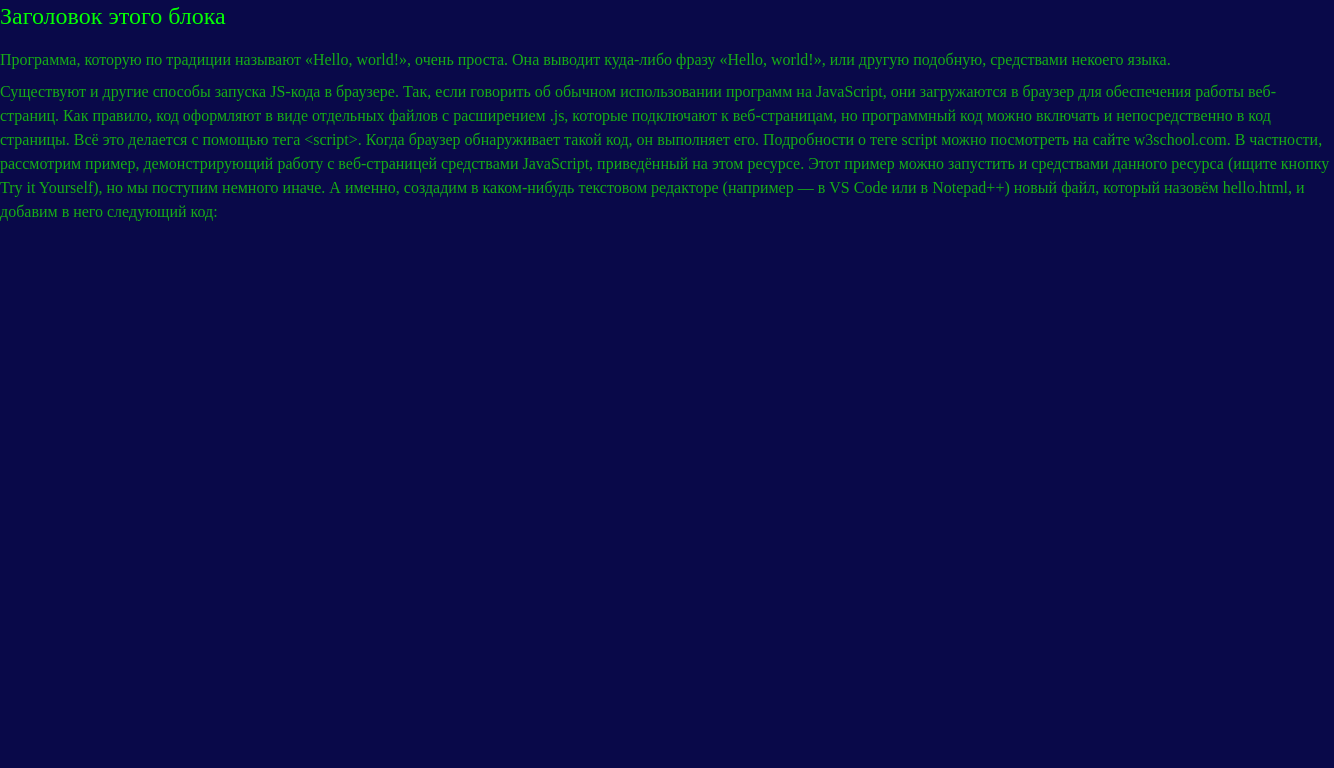 Заголовок этого блока
Программа, которую по традиции называют «Hello, world!», очень проста. Она выводит куда-либо фразу «Hello, world!», или другую подобную, средствами некоего языка.
Существуют и другие способы запуска JS-кода в браузере. Так, если говорить об обычном использовании программ на JavaScript, они загружаются в браузер для обеспечения работы веб-
страниц. Как правило, код оформляют в виде отдельных файлов с расширением .js, которые подключают к веб-страницам, но программный код можно включать и непосредственно в код
страницы. Всё это делается с помощью тега <script>. Когда браузер обнаруживает такой код, он выполняет его. Подробности о теге script можно посмотреть на сайте w3school.com. В частности,
рассмотрим пример, демонстрирующий работу с веб-страницей средствами JavaScript, приведённый на этом ресурсе. Этот пример можно запустить и средствами данного ресурса (ищите кнопку
Try it Yourself), но мы поступим немного иначе. А именно, создадим в каком-нибудь текстовом редакторе (например — в VS Code или в Notepad++) новый файл, который назовём hello.html, и
добавим в него следующий код: